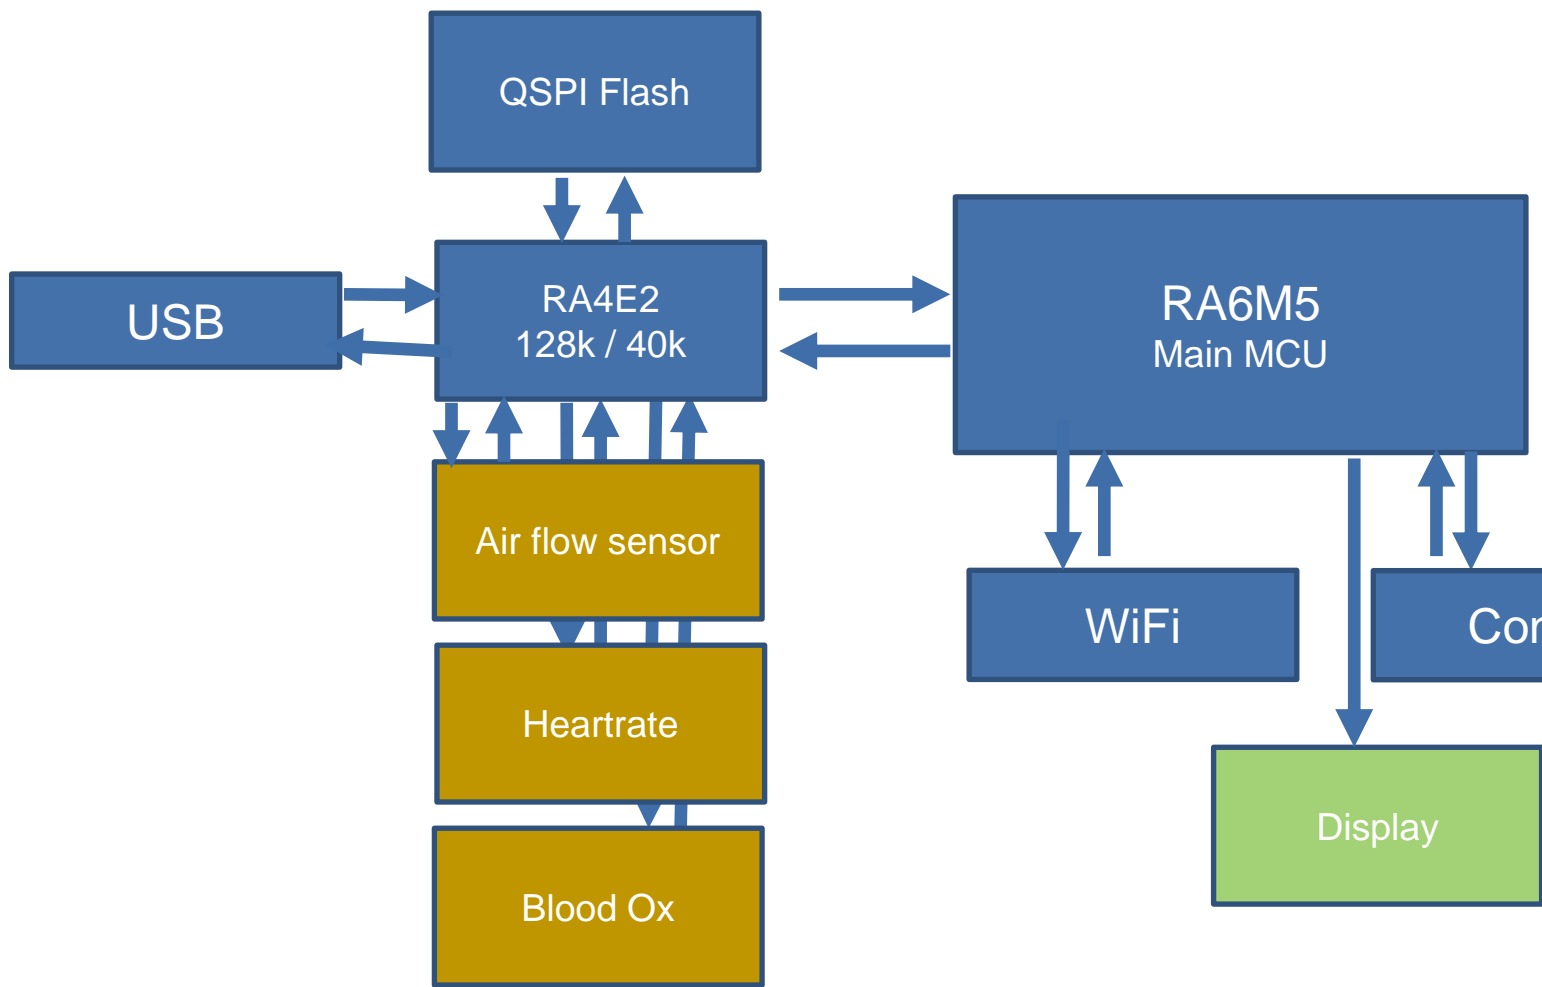 QSPI Flash
USB
RA4E2
128k / 40k
RA6M5
Main MCU
Air flow sensor
WiFi
Heartrate
Display
Blood Ox